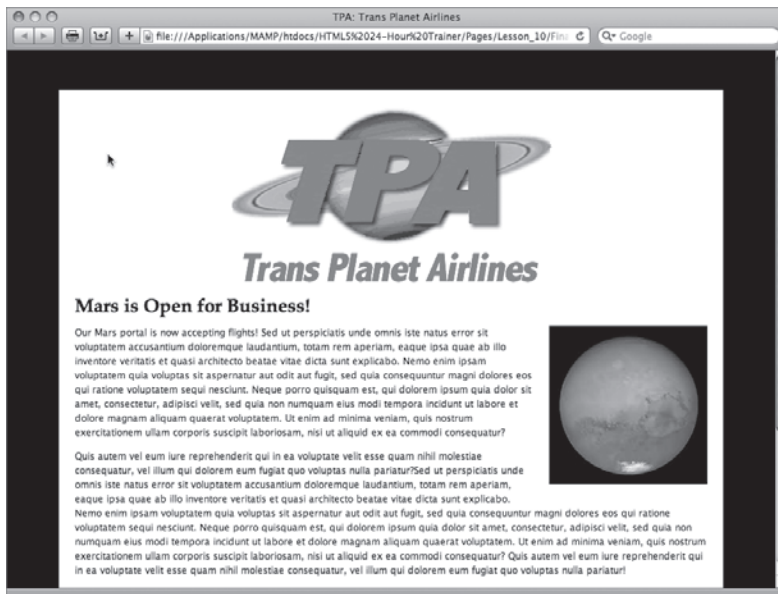 TPA: Trans Planet Airlines
file:///Applications/MAMP/htdocs/HTML5%2024-Hour%20Trainer/Pages/Lesson_10/Fin
Google
TPA
Trans Planet Airlines
Mars is Open for Business!
Our Mars portal is now accepting flights! Sed ut perspiciatis unde omnis iste natus error sit
voluptatem accusantium doloremque laudantium, totam rem aperiam, eaque ipsa quae ab illo
inventore veritatis et quasi architecto beatae vitae dicta sunt explicabo. Nemo enim ipsam
voluptatem quia voluptas sit aspernatur aut odit aut fugit, sed quia consequuntur magni dolores eos
qui ratione voluptatem sequi nesciunt. Neque porro quisquam est, qui dolorem ipsum quia dolor sit
amet, consectetur, adipisci velit, sed quia non numquam eius modi tempora incidunt ut labore et
dolore magnam aliquam quaerat voluptatem. Ut enim ad minima veniam, quis nostrum
exercitationem ullam corporis suscipit laboriosam, nisi ut aliquid ex ea commodi consequatur?
Quis autem vel eum iure reprehenderit qui in ea voluptate velit esse quam nihil molestiae
consequatur, vel illum qui dolorem eum fugiat quo voluptas nulla pariatur?Sed ut perspiciatis unde
omnis iste natus error sit voluptatem accusantium doloremque laudantium, totam rem aperiam,
eaque ipsa quae ab illo inventore veritatis et quasi architecto beatae vitae dicta sunt explicabo.
Nemo enim ipsam voluptatem quia voluptas sit aspernatur aut odit aut fugit, sed quia consequuntur magni dolores eos qui ratione
voluptatem sequi nesciunt. Neque porro quisquam est, qui dolorem ipsum quia dolor sit amet, consectetur, adipisci velit, sed quia non
numquam eius modi tempora incidunt ut labore et dolore magnam aliquam quaerat voluptatem. Ut enim ad minima veniam, quis nostrum
exercitationem ullam corporis suscipit laboriosam, nisi ut aliquid ex ea commodi consequatur? Quis autem vel eum iure reprehenderit qui
in ea voluptate velit esse quam nihil molestiae consequatur, vel illum qui dolorem eum fugiat quo voluptas nulla pariatur!